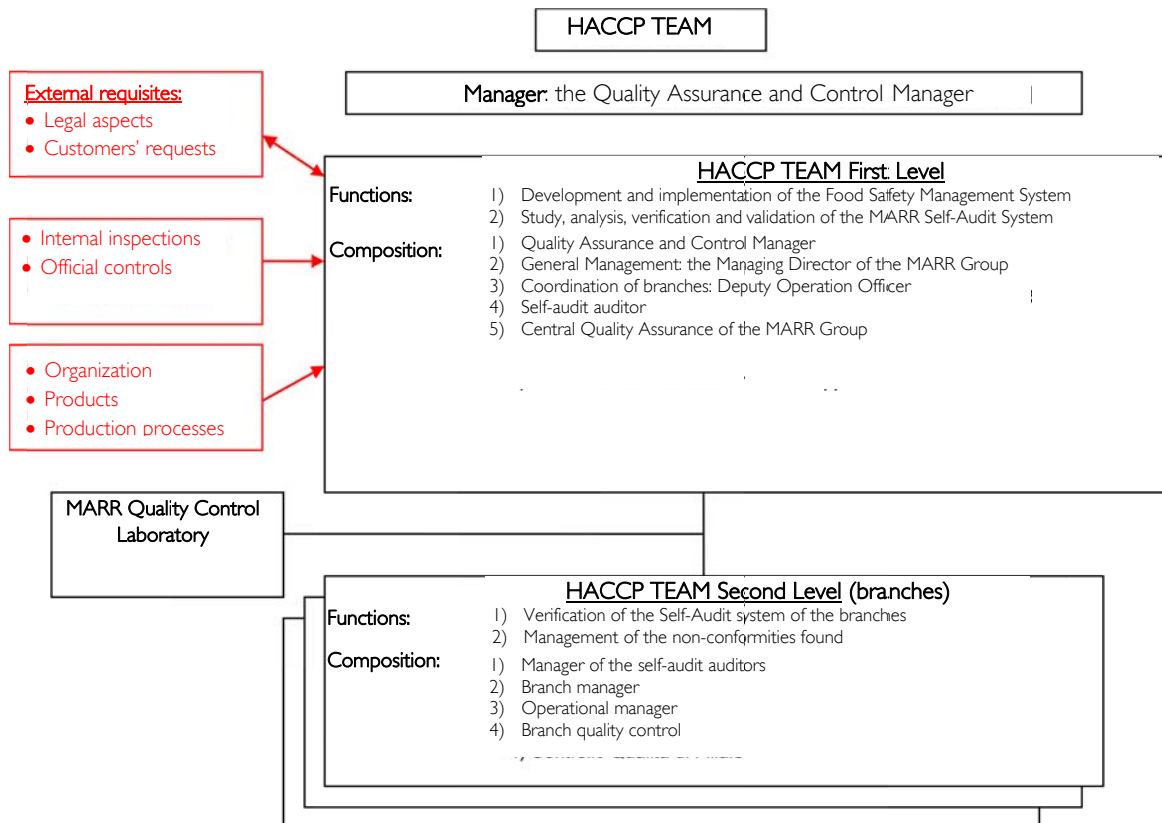 HACCP TEAM
Manager: the Quality Assurance and Control Manager
External requisites:
• Legal aspects
• Customers' requests
• Internal inspections
• Official controls
• Organization
• Products
• Production processes
HACCP TEAM First Level
Functions:
1) Development and implementation of the Food Safety Management System
2) Study, analysis, verification and validation of the MARR Self-Audit System
Composition:
1) Quality Assurance and Control Manager
2) General Management: the Managing Director of the MARR Group
3) Coordination of branches: Deputy Operation Officer
4) Self-audit auditor
5) Central Quality Assurance of the MARR Group
MARR Quality Control
Laboratory
HACCP TEAM Second Level (branches)
Functions:
1) Verification of the Self-Audit system of the branches
2) Management of the non-conformities found
Composition:
1) Manager of the self-audit auditors
2) Branch manager
3) Operational manager
4) Branch quality control